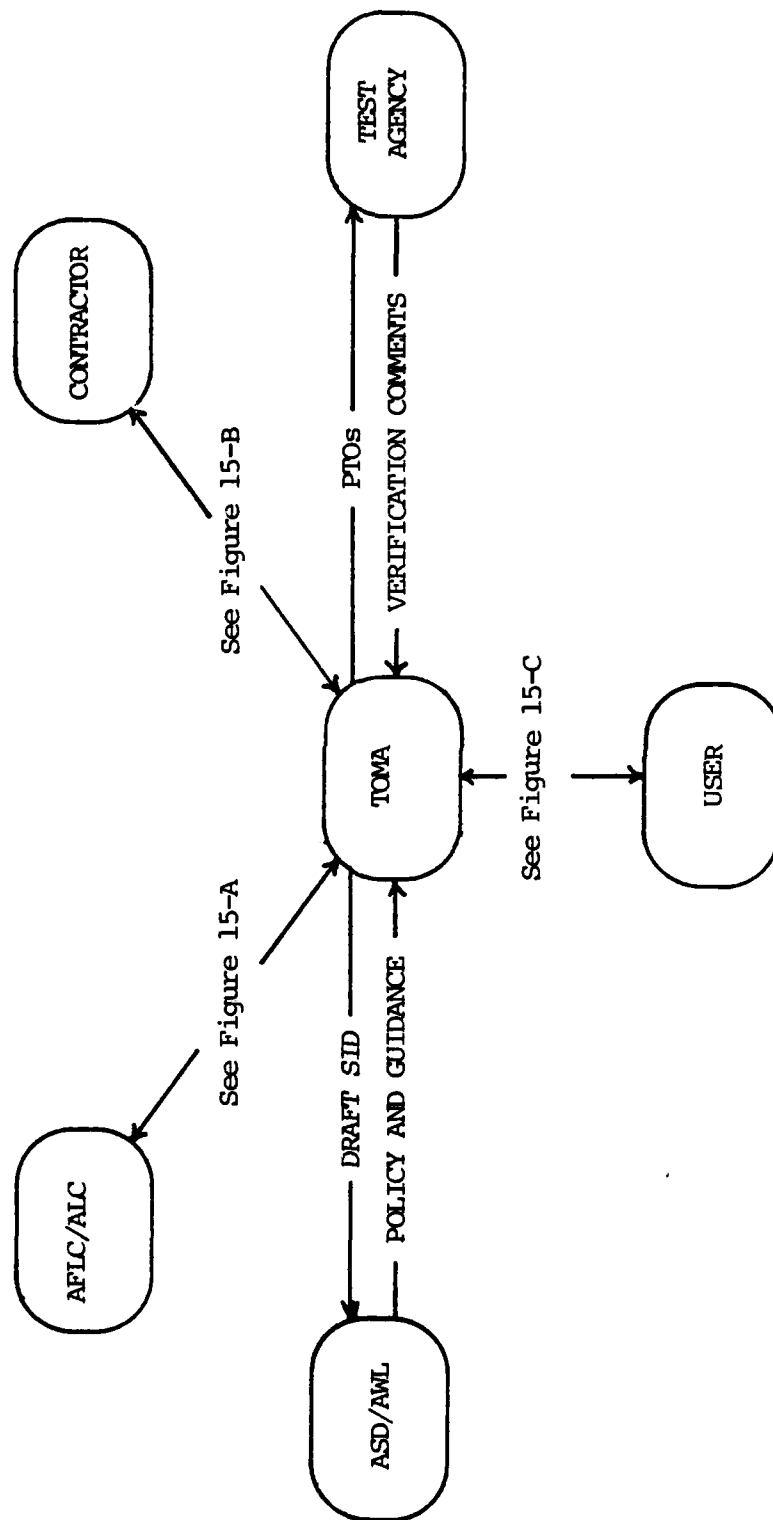 AFLC/ALC
CONTRACTOR
See Figure 15-A
See Figure 15-B
ASD/AWL
DRAFT SID
POLICY AND GUIDANCE
TOMA
PTOs
VERIFICATION COMMENTS
TEST
AGENCY
See Figure 15-C
USER